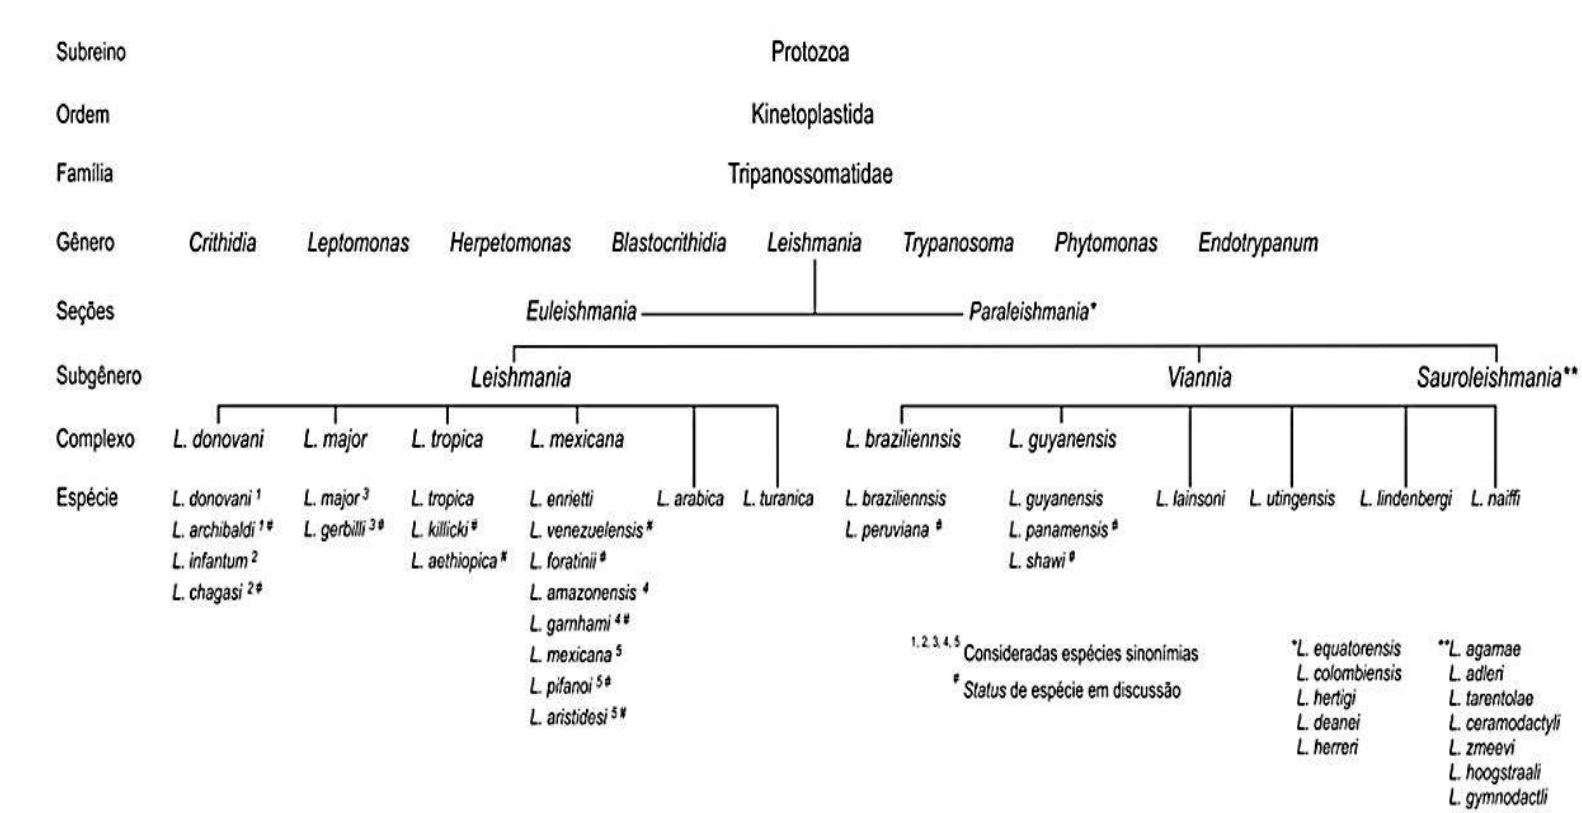 Subreino Protozoa
Ordem Kinetoplastida
Família Tripanossomatidae
Gênero Crithidia Leptomonas Herpetomonas Blastocrithidia Leishmania Trypanosoma Phytomonas Endotrypanum
Seções Euleishmania Paraleishmania*
Subgênero Leishmania Viannia Sauroleishmania**
Complexo L. donovani L. major L. tropica L. mexicana L. braziliennsis L. guyanensis
Espécie L. donovani 1 L. major 3 L. tropica L. enrietti L. arabica L. turanica L. braziliennsis L. guyanensis L. lainsoni L. utingensis L. lindenbergi L. naiffi
L. archibaldi 1 # L. gerbilli 3 # L. killicki # L. venezuelensis # L. peruviana # L. panamensis #
L. infantum 2 L. aethiopica # L. foratinii # L. shawi #
L. chagasi 2 # L. amazonensis 4
L. garnhami 4 #
L. mexicana 5
L. pifanoi 5 #
L. aristidesi 5 #
1, 2, 3, 4, 5 Consideradas espécies sinonímias
# Status de espécie em discussão
*L. equatorensis
L. colombiensis
L. hertigi
L. deanei
L. herreri
**L. agamae
L. adleri
L. tarentolae
L. ceramodactyli
L. zmeevi
L. hoogstraali
L. gymnodactli